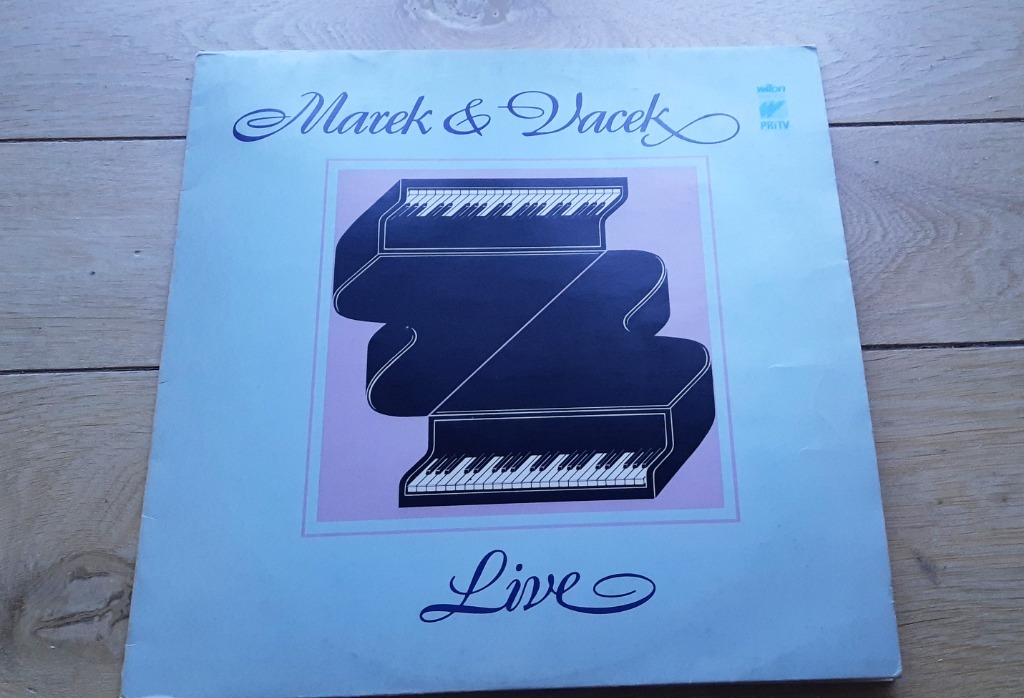 Marek & Vacek
wifon
PRiTV
Live